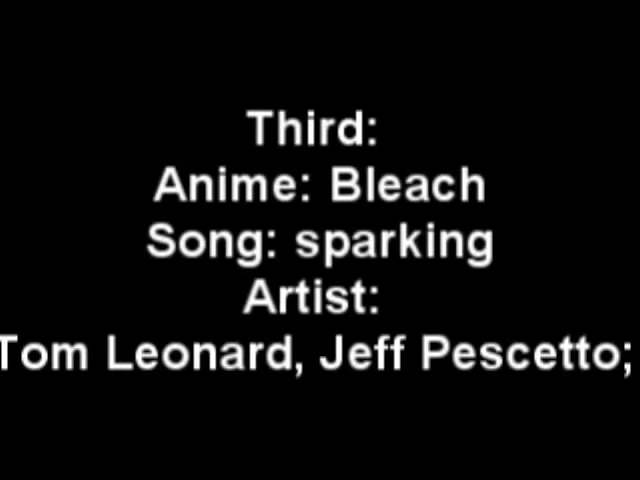 Third:
Anime: Bleach
Song: sparking
Artist:
Tom Leonard, Jeff Pescetto;